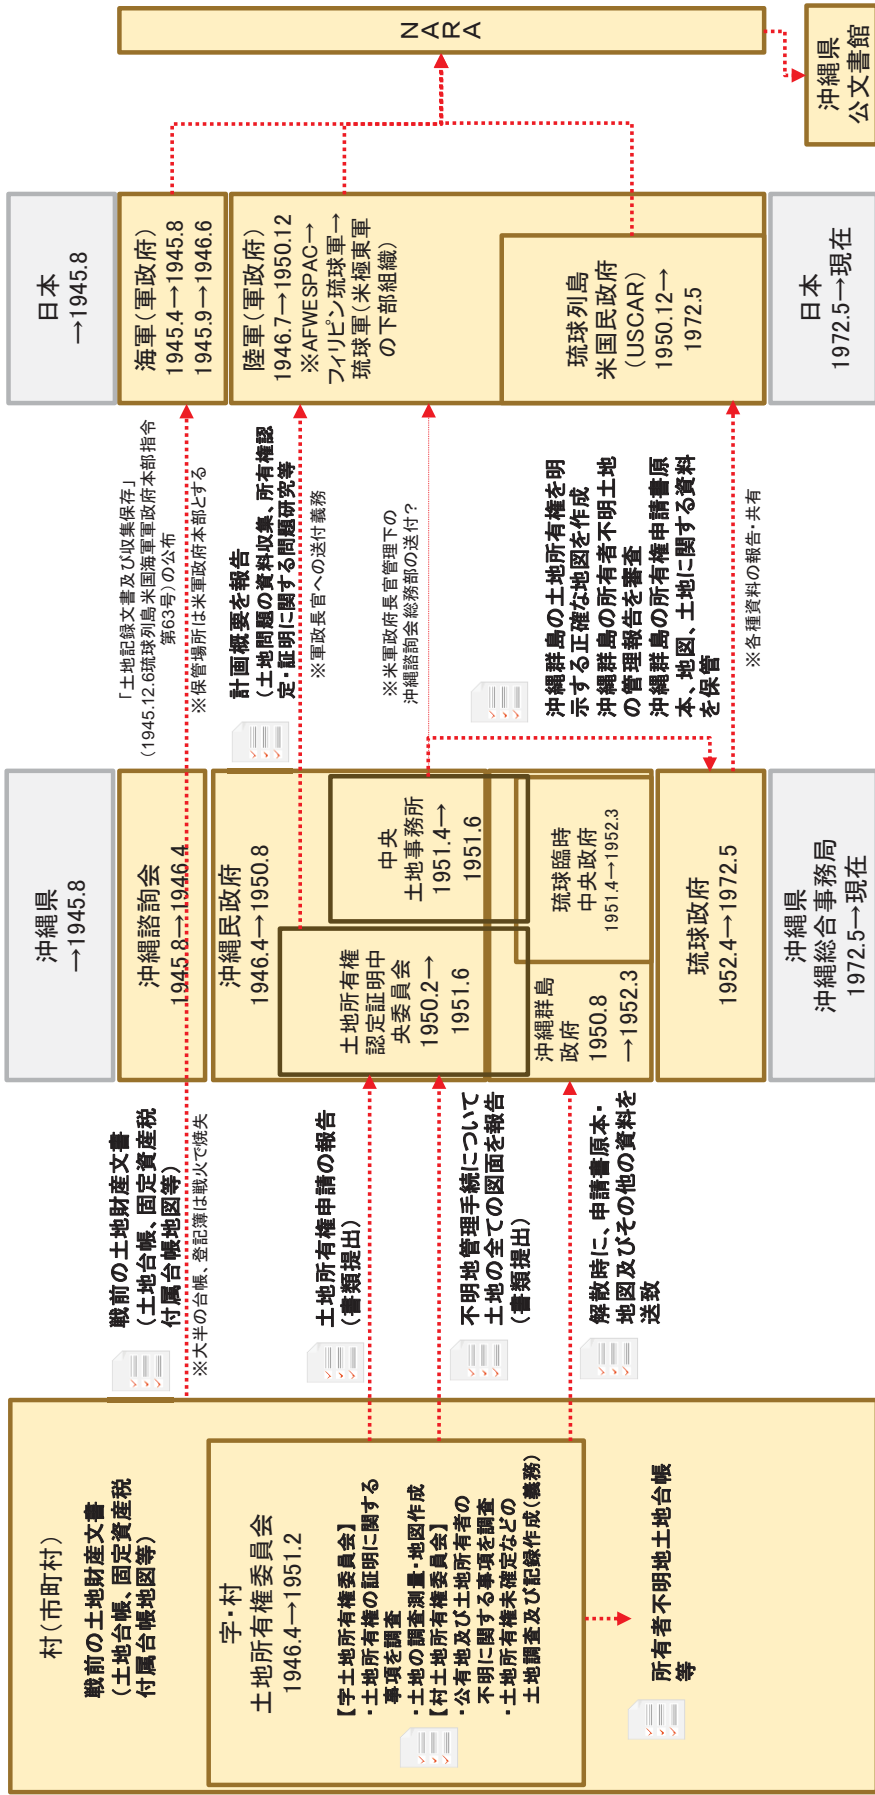 村(市町村)
戦前の土地財産文書
(土地台帳、固定資産税
付属台帳地図等)
字・村
土地所有権委員会
1946.4→1951.2
【字土地所有権委員会】
・土地所有権の証明に関する
事項を調査
・土地の調査測量・地図作成
【村土地所有権委員会】
・公有地及び土地所有者の
不明に関する事項を調査
・土地所有権未確定などの
土地調査及び記録作成(義務)
所有者不明地土地台帳
等
戦前の土地財産文書
(土地台帳、固定資産税
付属台帳地図等)
※大半の台帳、登記簿は戦火で焼失
土地所有権申請の報告
(書類提出)
不明地管理手続について
土地の全ての図面を報告
(書類提出)
解散時に、申請書原本・
地図及びその他の資料を
送致
沖縄県
→1945.8
沖縄諮詢会
1945.8→1946.4
沖縄民政府
1946.4→1950.8
土地所有権
認定証明中
央委員会
1950.2→
1951.6
中央
土地事務所
1951.4→
1951.6
沖縄群島
政府
1950.8
→1952.3
琉球臨時
中央政府
1951.4→1952.3
琉球政府
1952.4→1972.5
沖縄県
沖縄総合事務局
1972.5→現在
「土地記録文書及び収集保存」
(1945.12.6琉球列島米国海軍軍政府本部指令
第63号)の公布
※保管場所は米軍政府本部とする
計画概要を報告
(土地問題の資料収集、所有権認
定・証明に関する問題研究等
※軍政長官への送付義務
※米軍政府長官管理下の
沖縄諮詢会総務部の送付?
沖縄群島の土地所有権を明
示する正確な地図を作成
沖縄群島の所有者不明土地
の管理報告を審査
沖縄群島の所有権申請書原
本、地図、土地に関する資料
を保管
※各種資料の報告・共有
日本
→1945.8
海軍(軍政府)
1945.4→1945.8
1945.9→1946.6
陸軍(軍政府)
1946.7→1950.12
※AFWESPAC→
フィリピン琉球軍→
琉球軍(米極東軍
の下部組織)
琉球列島
米国民政府
(USCAR)
1950.12→
1972.5
日本
1972.5→現在
NARA
沖縄県
公文書館